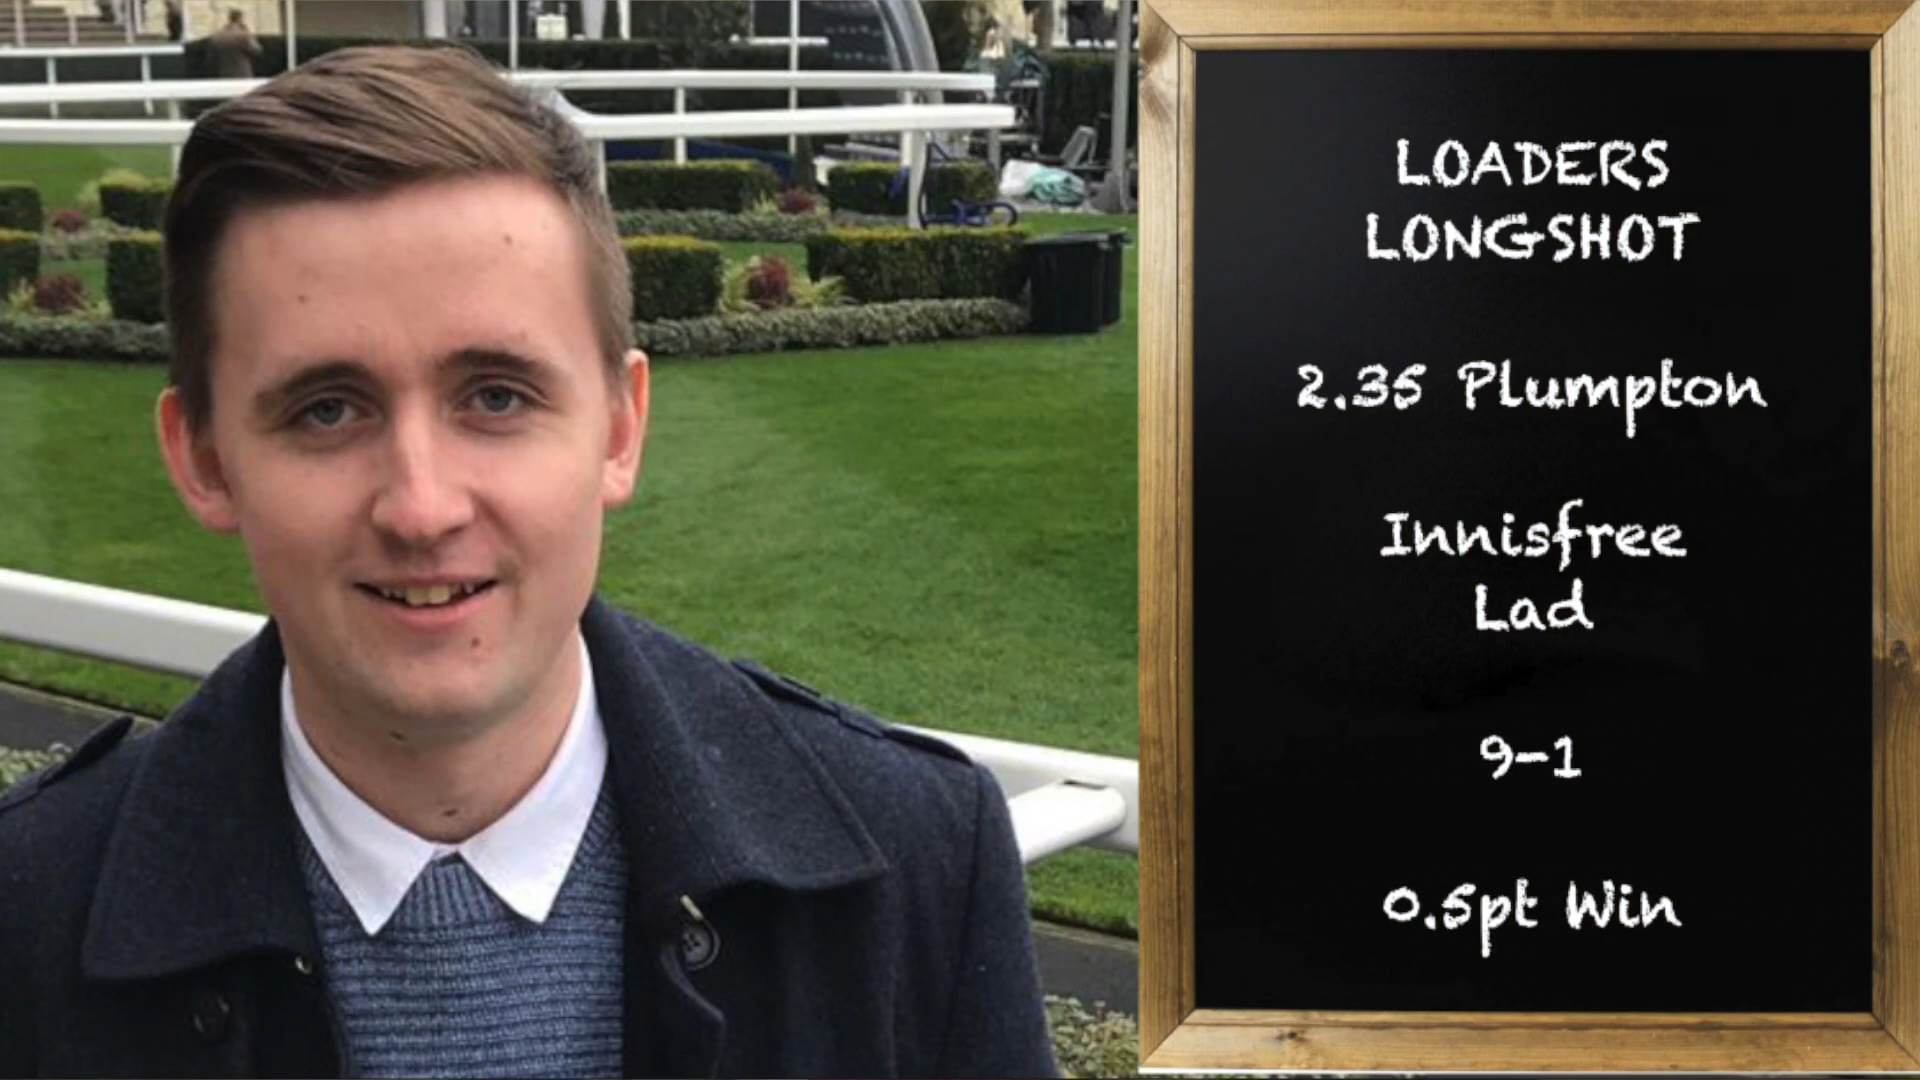 LOADERS
LONGSHOT
2.35 Plumpton
Innisfree
Lad
9-1
0.5pt Win